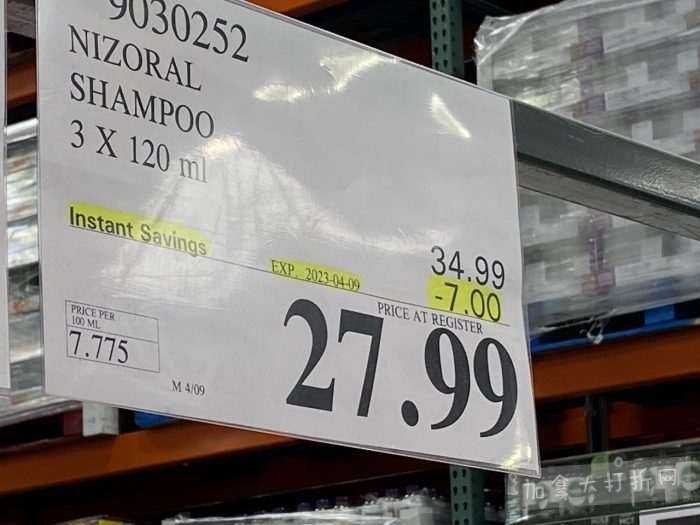 9030252
NIZORAL
SHAMPOO
3 X 120 ml
Instant Savings
EXP. 2023-04-09
34.99
-7.00
PRICE AT REGISTER
27.99
PRICE PER
100 ML
7.775
M 4/09
加拿大打折网